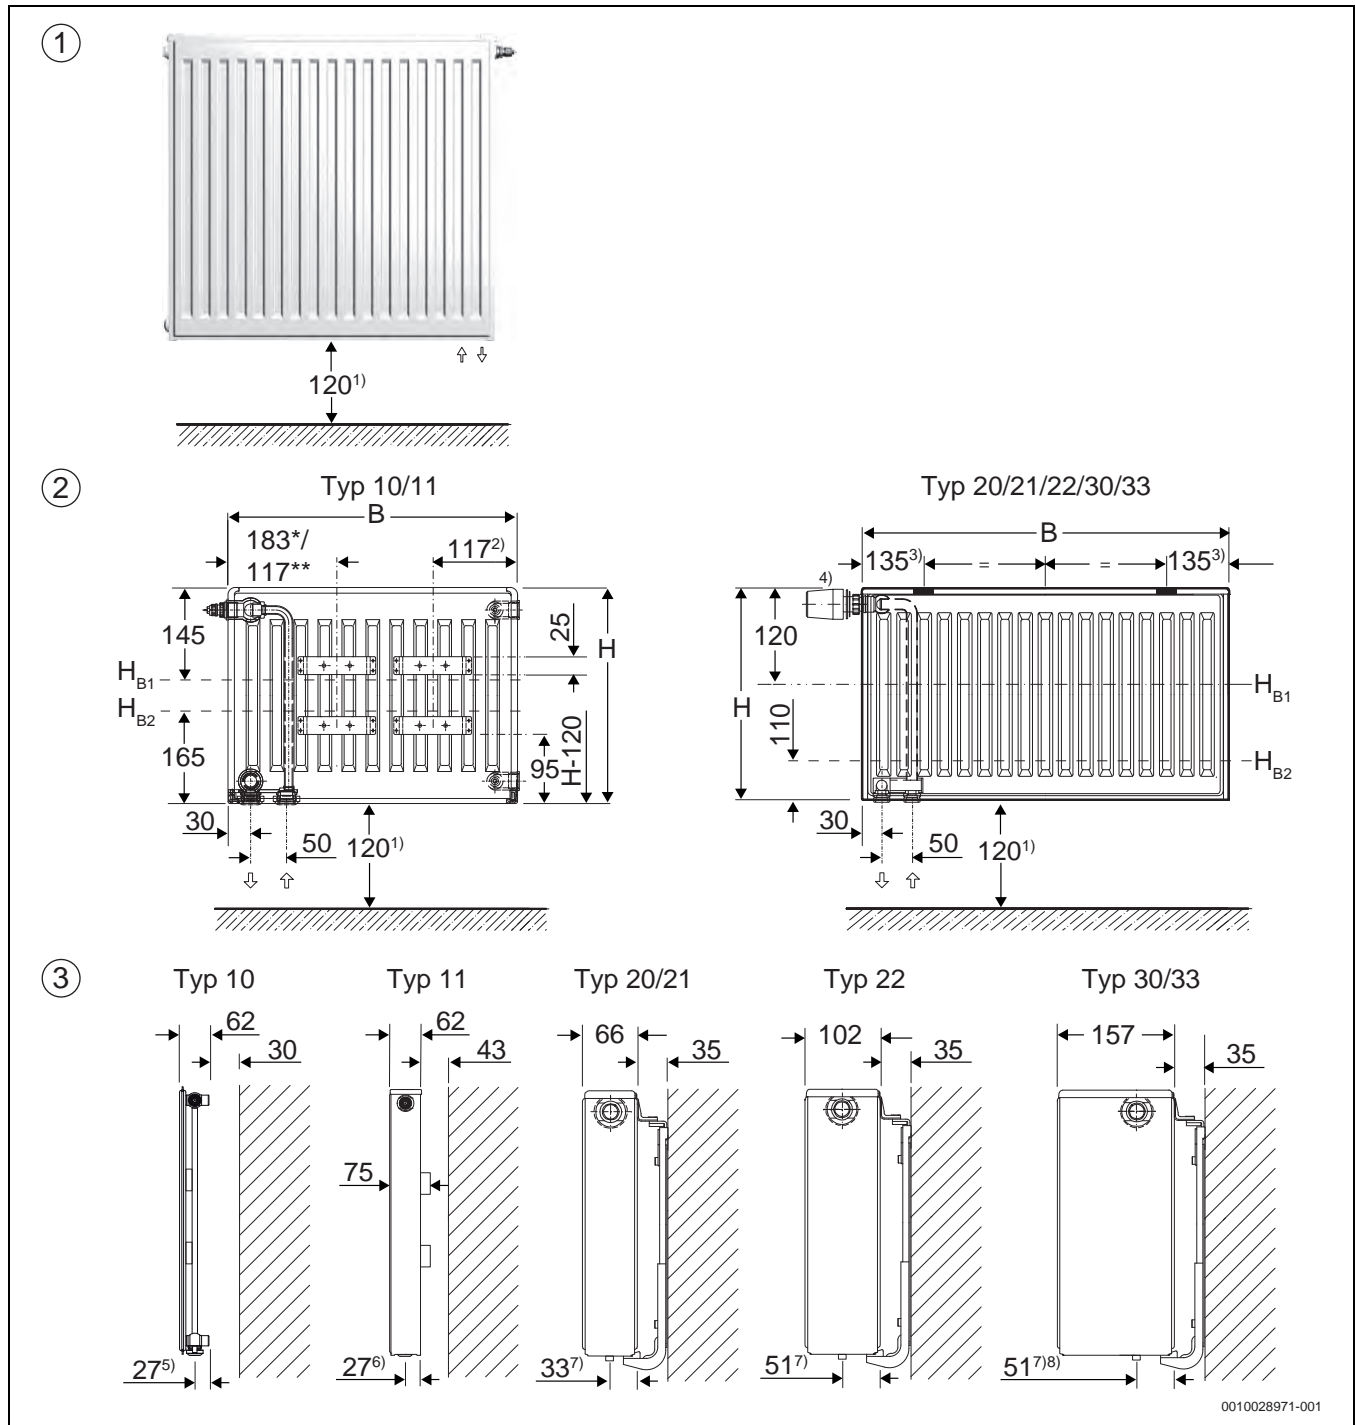 1
120¹⁾
2
Typ 10/11
B
183*/
117**
117²⁾
145
25
H
H_B1
H_B2
165
95
H-120
30
50
120¹⁾
Typ 20/21/22/30/33
B
135³⁾
=
=
135³⁾
4)
120
H
H_B1
110
H_B2
30
50
120¹⁾
3
Typ 10
62
30
27⁵⁾
Typ 11
62
43
75
27⁶⁾
Typ 20/21
66
35
33⁷⁾
Typ 22
102
35
51⁷⁾
Typ 30/33
157
35
51⁷⁾⁸⁾
0010028971-001